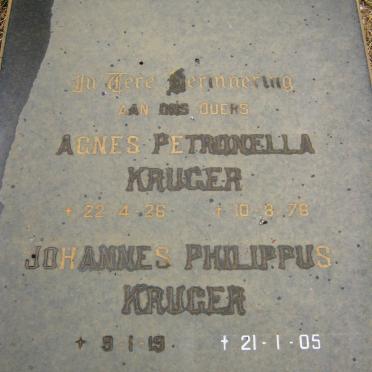 In Tere Herinnering
AAN ONS OUERS
AGNES PETRONELLA
KRUGER
* 22-4-26 † 10-8-78
JOHANNES PHILIPPUS
KRUGER
* 9-1-19 † 21-1-05